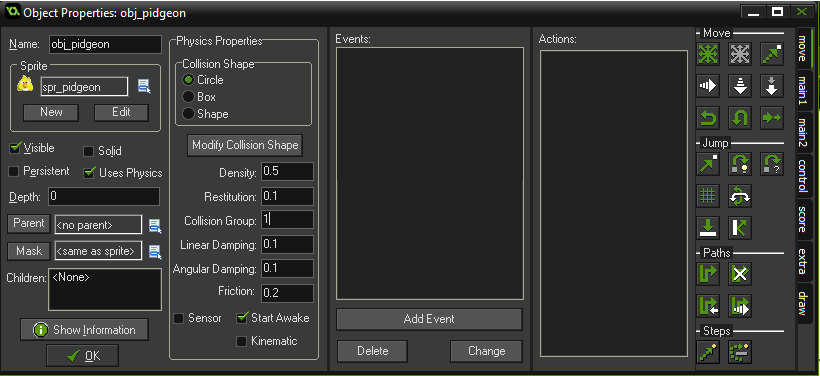 Object Properties: obj_pidgeon
Name: obj_pidgeon
Sprite
spr_pidgeon
New Edit
Visible Solid
Persistent Uses Physics
Depth: 0
Parent <no parent>
Mask <same as sprite>
Children: <None>
Show Information
OK
Physics Properties
Collision Shape
Circle
Box
Shape
Modify Collision Shape
Density: 0.5
Restitution: 0.1
Collision Group: 1
Linear Damping: 0.1
Angular Damping: 0.1
Friction: 0.2
Sensor Start Awake
Kinematic
Events:
Add Event
Delete Change
Actions:
Move
Jump
?
Paths
Steps
move
main1
main2
control
score
extra
draw